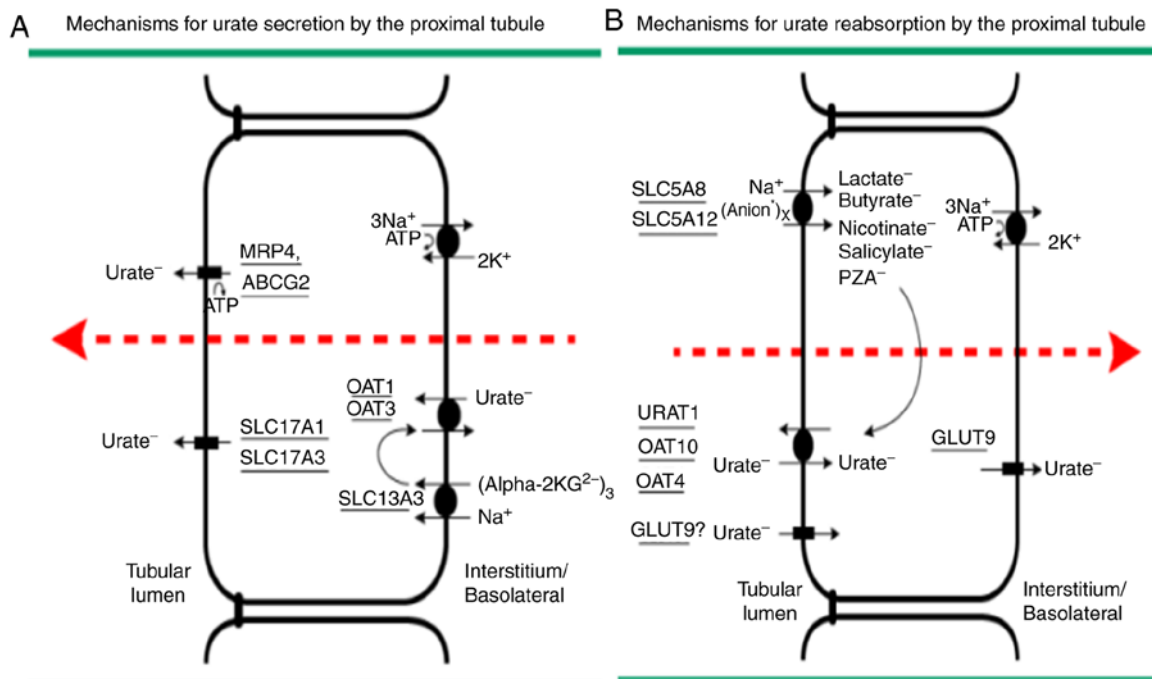 A Mechanisms for urate secretion by the proximal tubule
3Na⁺
ATP
2K⁺
Urate⁻
MRP4,
ABCG2
ATP
OAT1
OAT3
Urate⁻
Urate⁻
SLC17A1
SLC17A3
SLC13A3
(Alpha-2KG²⁻)₃
Na⁺
Tubular
lumen
Interstitium/
Basolateral
B Mechanisms for urate reabsorption by the proximal tubule
SLC5A8
SLC5A12
Na⁺
(Anion*)ₓ
Lactate⁻
Butyrate⁻
Nicotinate⁻
Salicylate⁻
PZA⁻
3Na⁺
ATP
2K⁺
URAT1
OAT10
OAT4
Urate⁻
Urate⁻
GLUT9
Urate⁻
GLUT9?
Urate⁻
Tubular
lumen
Interstitium/
Basolateral